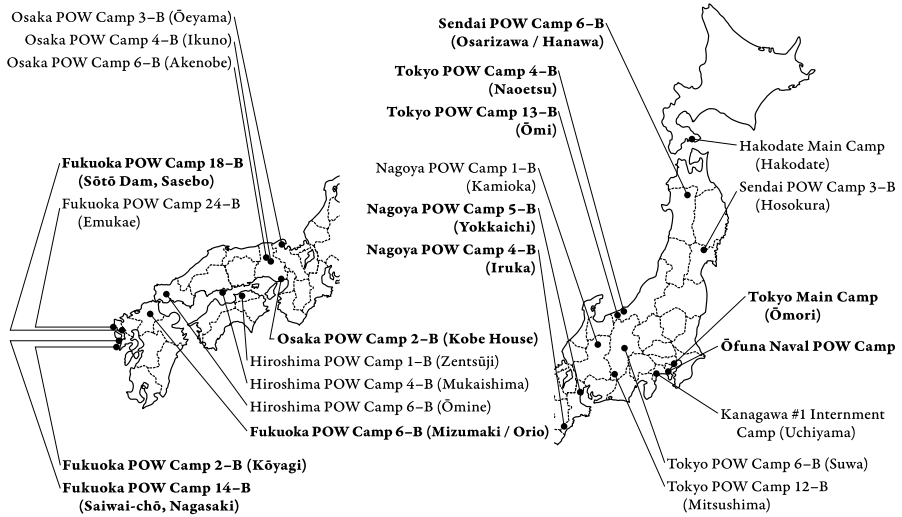 Osaka POW Camp 3–B (Ōeyama)
Osaka POW Camp 4–B (Ikuno)
Osaka POW Camp 6–B (Akenobe)
Fukuoka POW Camp 18–B
(Sōtō Dam, Sasebo)
Fukuoka POW Camp 24–B
(Emukae)
Osaka POW Camp 2–B (Kobe House)
Hiroshima POW Camp 1–B (Zentsūji)
Hiroshima POW Camp 4–B (Mukaishima)
Hiroshima POW Camp 6–B (Ōmine)
Fukuoka POW Camp 6–B (Mizumaki / Orio)
Fukuoka POW Camp 2–B (Kōyagi)
Fukuoka POW Camp 14–B
(Saiwai-chō, Nagasaki)
Sendai POW Camp 6–B
(Osarizawa / Hanawa)
Tokyo POW Camp 4–B
(Naoetsu)
Tokyo POW Camp 13–B
(Ōmi)
Nagoya POW Camp 1–B
(Kamioka)
Nagoya POW Camp 5–B
(Yokkaichi)
Nagoya POW Camp 4–B
(Iruka)
Hakodate Main Camp
(Hakodate)
Sendai POW Camp 3–B
(Hosokura)
Tokyo Main Camp
(Ōmori)
Ōfuna Naval POW Camp
Kanagawa #1 Internment
Camp (Uchiyama)
Tokyo POW Camp 6–B (Suwa)
Tokyo POW Camp 12–B
(Mitsushima)